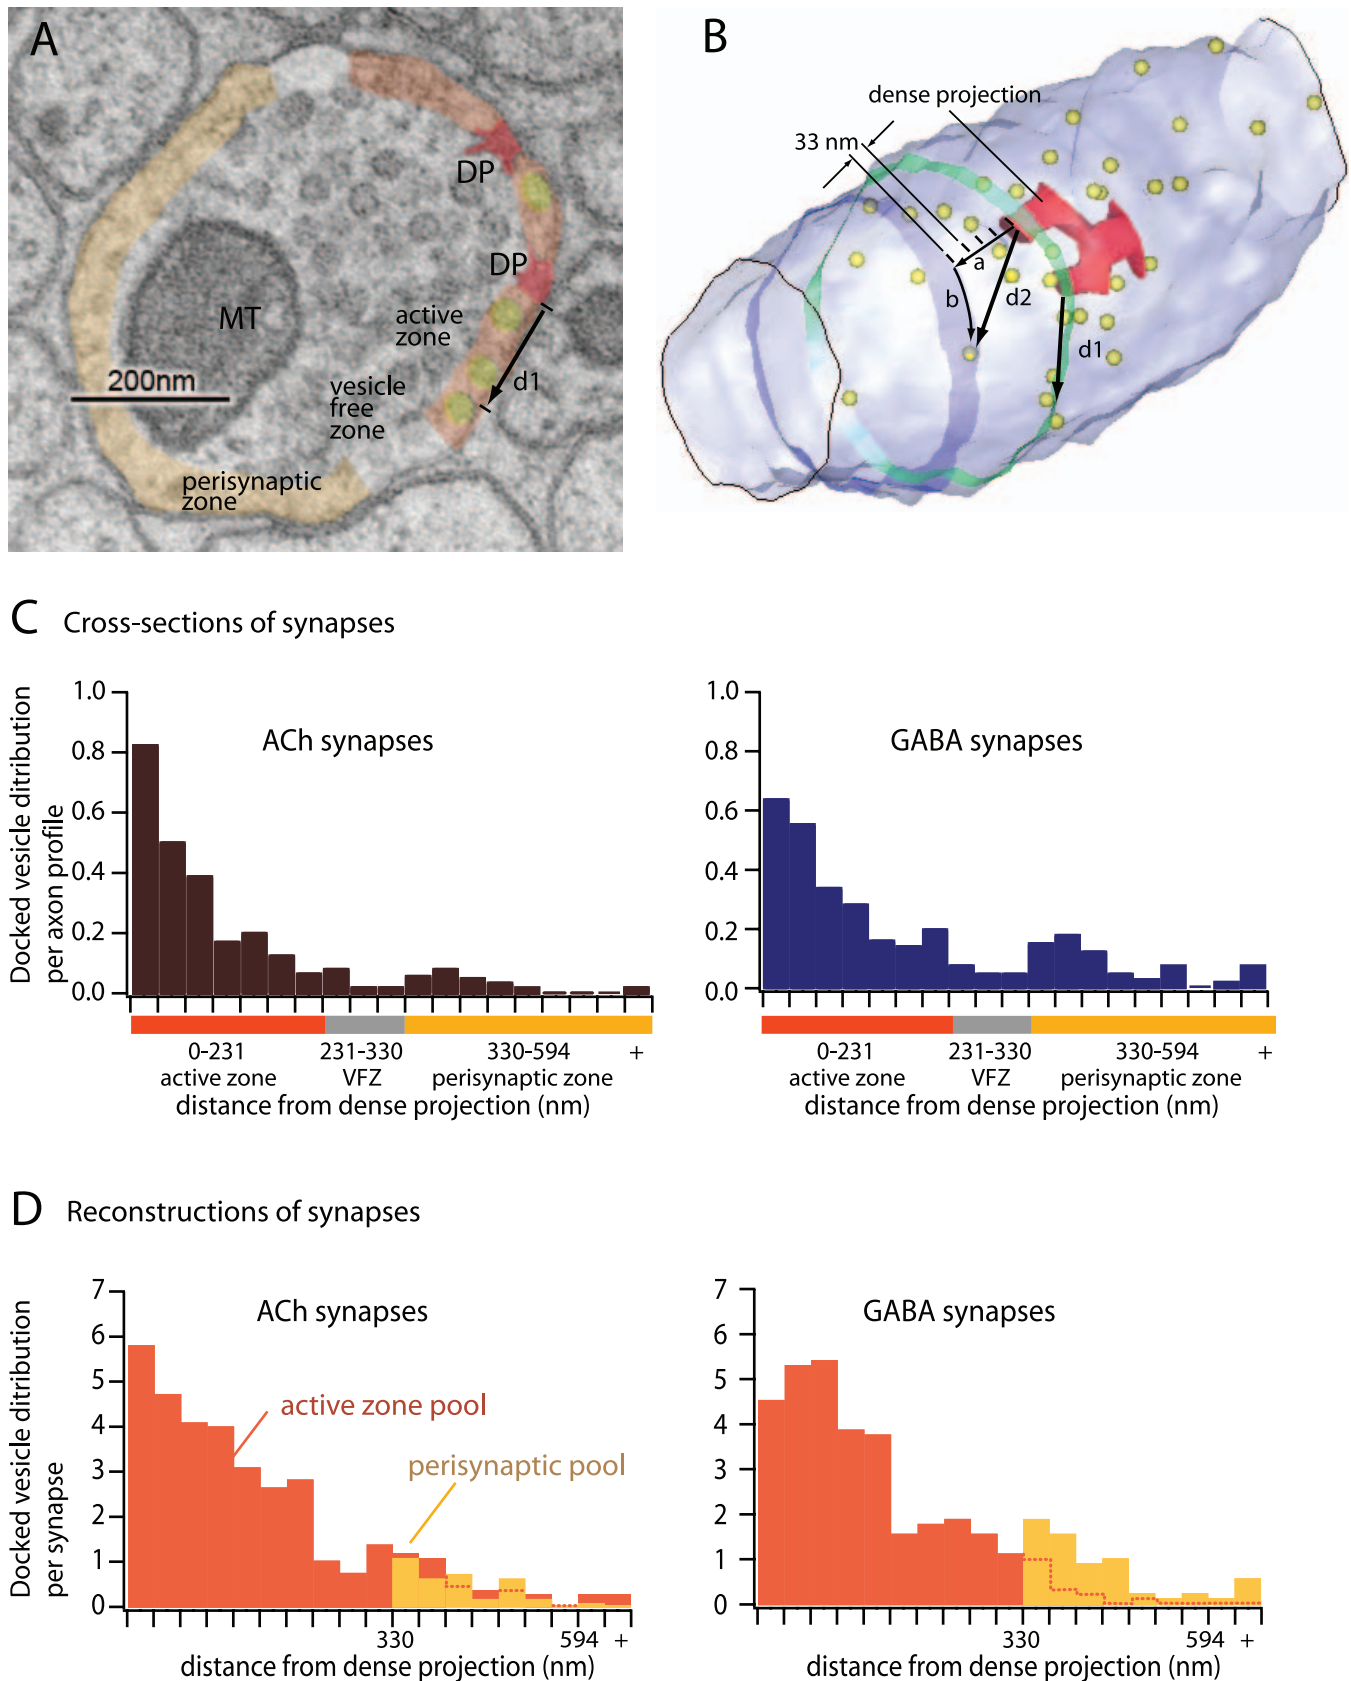 A
DP
DP
MT
active
zone
d1
200nm
vesicle
free
zone
perisynaptic
zone
B
dense projection
33 nm
a
b
d2
d1
C Cross-sections of synapses
Docked vesicle ditribution
per axon profile
1.0
0.8
0.6
0.4
0.2
0.0
ACh synapses
0-231
active zone
231-330
VFZ
330-594
perisynaptic zone
+
distance from dense projection (nm)
1.0
0.8
0.6
0.4
0.2
0.0
GABA synapses
0-231
active zone
231-330
VFZ
330-594
perisynaptic zone
+
distance from dense projection (nm)
D Reconstructions of synapses
Docked vesicle ditribution
per synapse
7
6
5
4
3
2
1
0
ACh synapses
active zone pool
perisynaptic pool
330
594
+
distance from dense projection (nm)
7
6
5
4
3
2
1
0
GABA synapses
330
594
+
distance from dense projection (nm)